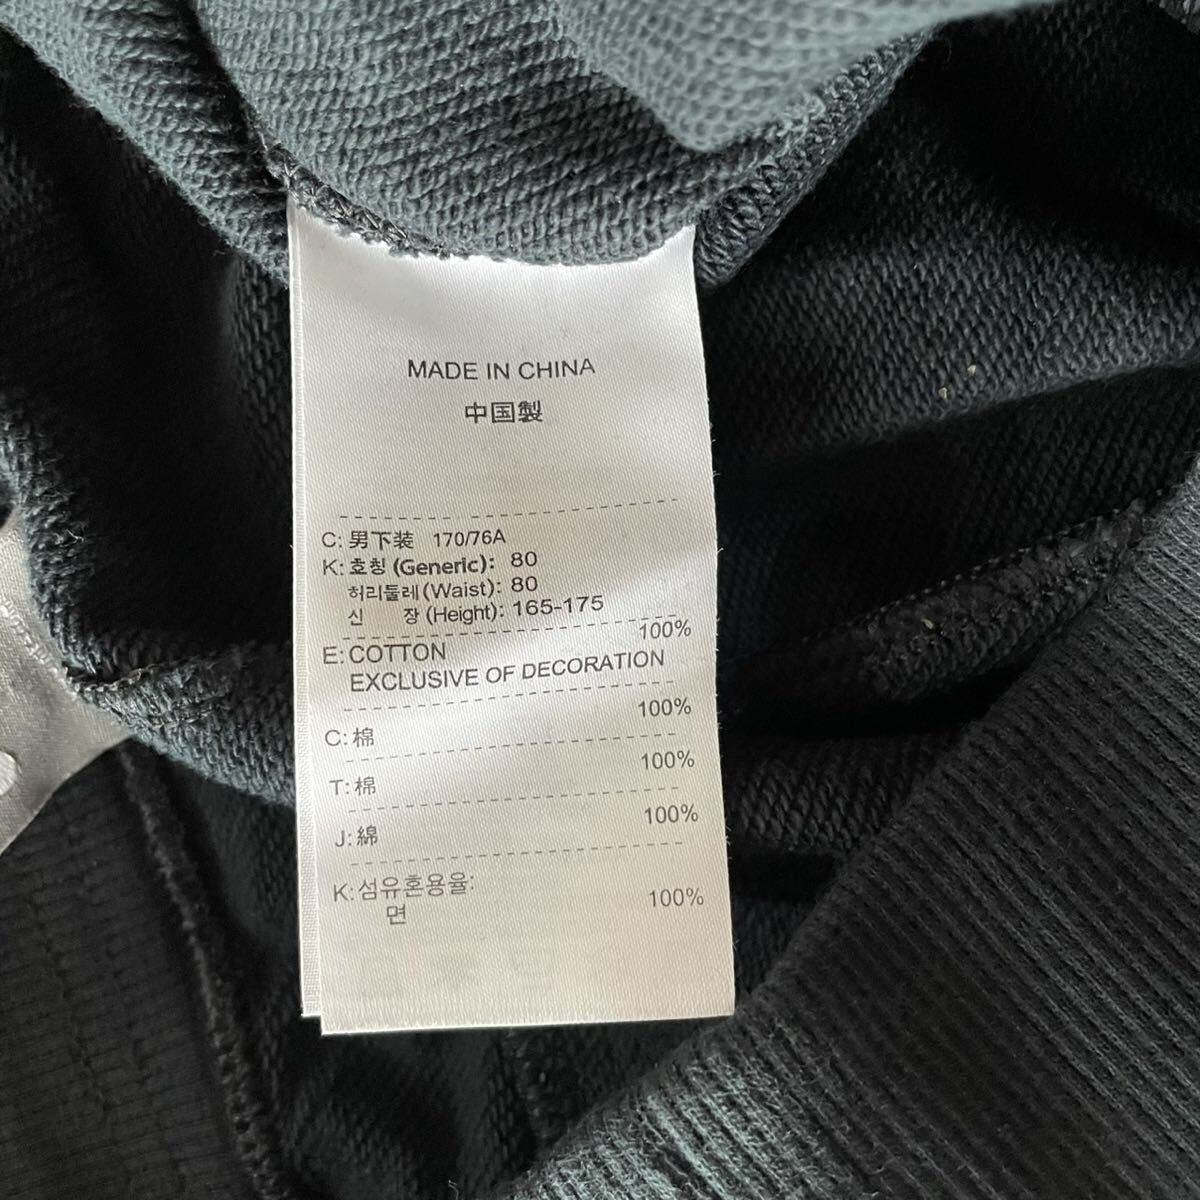 MADE IN CHINA
中国製
C: 男下装 170/76A
K: 호칭 (Generic): 80
허리둘레 (Waist): 80
신 장 (Height): 165-175
E: COTTON 100%
EXCLUSIVE OF DECORATION
C: 棉 100%
T: 棉 100%
J: 綿 100%
K: 섬유혼용율:
면 100%